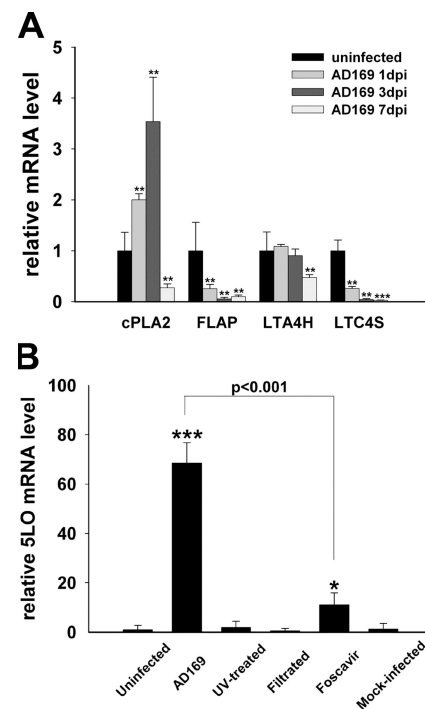 A
relative mRNA level
5
4
3
2
1
0
uninfected
AD169 1dpi
AD169 3dpi
AD169 7dpi
** ** ** ** ** ** ** ** ** ***
cPLA2 FLAP LTA4H LTC4S
B
relative 5LO mRNA level
100
80
60
40
20
0
p<0.001
***
*
Uninfected
AD169
UV-treated
Filtrated
Foscavir
Mock-infected